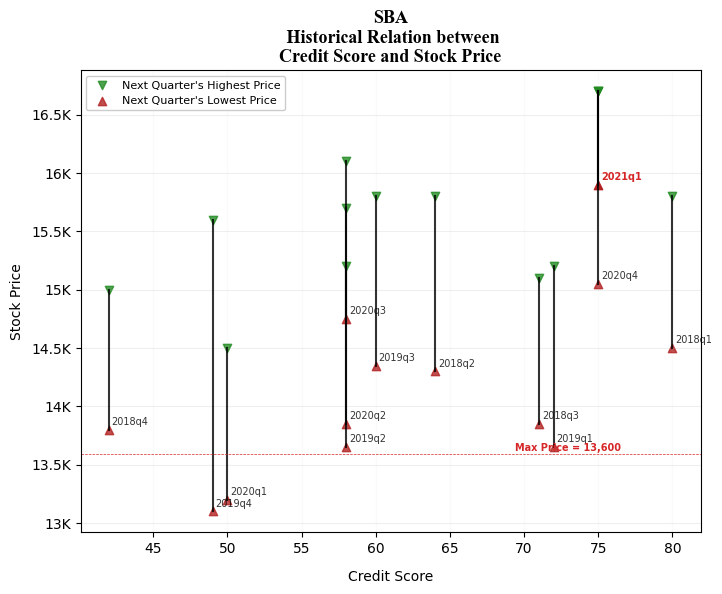 SBA
Historical Relation between
Credit Score and Stock Price
Next Quarter's Highest Price
Next Quarter's Lowest Price
16.5K
16K
15.5K
15K
14.5K
14K
13.5K
13K
Stock Price
2021q1
2020q4
2020q3
2019q3
2018q2
2018q1
2018q4
2020q2
2019q2
2018q3
2019q1
Max Price = 13,600
2020q1
2019q4
45
50
55
60
65
70
75
80
Credit Score